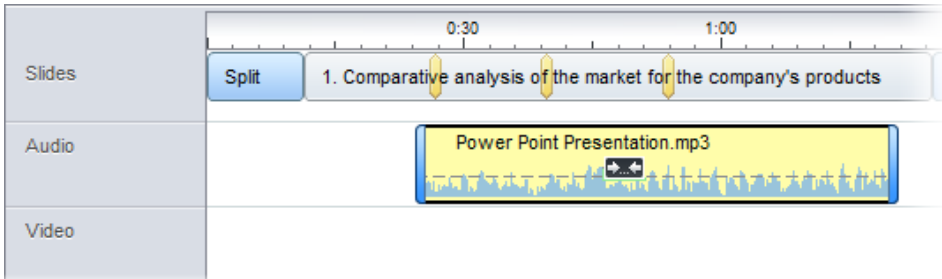 0:30 1:00
Slides Split 1. Comparative analysis of the market for the company's products
Audio Power Point Presentation.mp3
Video